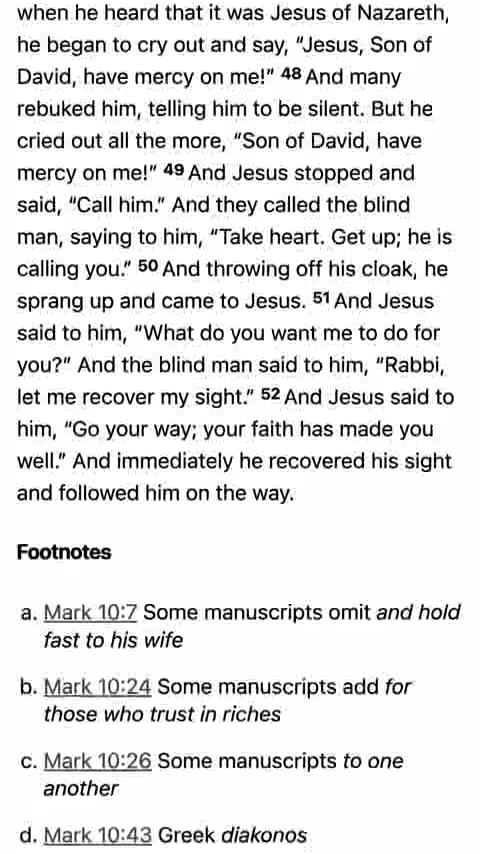 when he heard that it was Jesus of Nazareth,
he began to cry out and say, “Jesus, Son of
David, have mercy on me!” 48 And many
rebuked him, telling him to be silent. But he
cried out all the more, “Son of David, have
mercy on me!” 49 And Jesus stopped and
said, “Call him.” And they called the blind
man, saying to him, “Take heart. Get up; he is
calling you.” 50 And throwing off his cloak, he
sprang up and came to Jesus. 51 And Jesus
said to him, “What do you want me to do for
you?” And the blind man said to him, “Rabbi,
let me recover my sight.” 52 And Jesus said to
him, “Go your way; your faith has made you
well.” And immediately he recovered his sight
and followed him on the way.
Footnotes
a. Mark 10:7 Some manuscripts omit and hold
fast to his wife
b. Mark 10:24 Some manuscripts add for
those who trust in riches
c. Mark 10:26 Some manuscripts to one
another
d. Mark 10:43 Greek diakonos